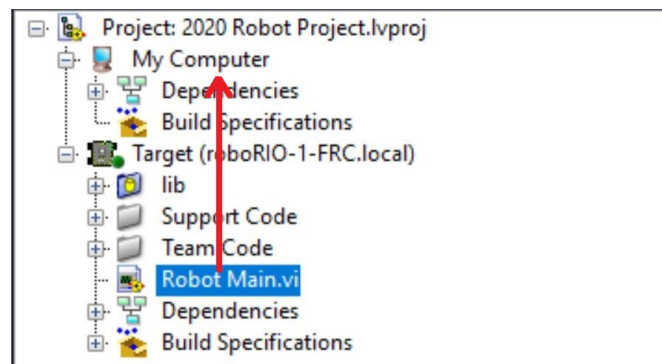 Project: 2020 Robot Project.lvproj
My Computer
Dependencies
Build Specifications
Target (roboRIO-1-FRC.local)
lib
Support Code
Team Code
Robot Main.vi
Dependencies
Build Specifications